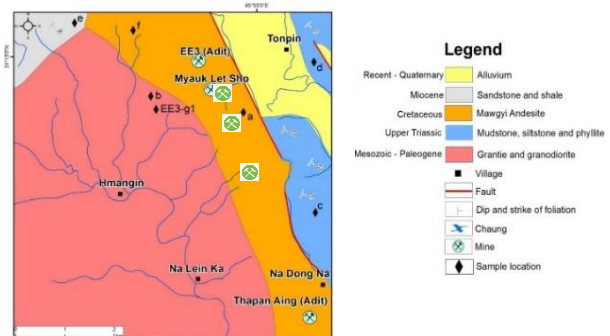 e
f
EE3 (Adit)
Tonpin
Myauk Let Sho
d
b
EE3-g1
a
Hmangin
c
Na Lein Ka
Na Dong Na
Thapan Aing (Adit)
0
1
2
Legend
Recent - Quaternary Alluvium
Miocene Sandstone and shale
Cretaceous Mawgyi Andesite
Upper Triassic Mudstone, siltstone and phyllite
Mesozoic - Paleogene Grantie and granodiorite
Village
Fault
Dip and strike of foliation
Chaung
Mine
Sample location